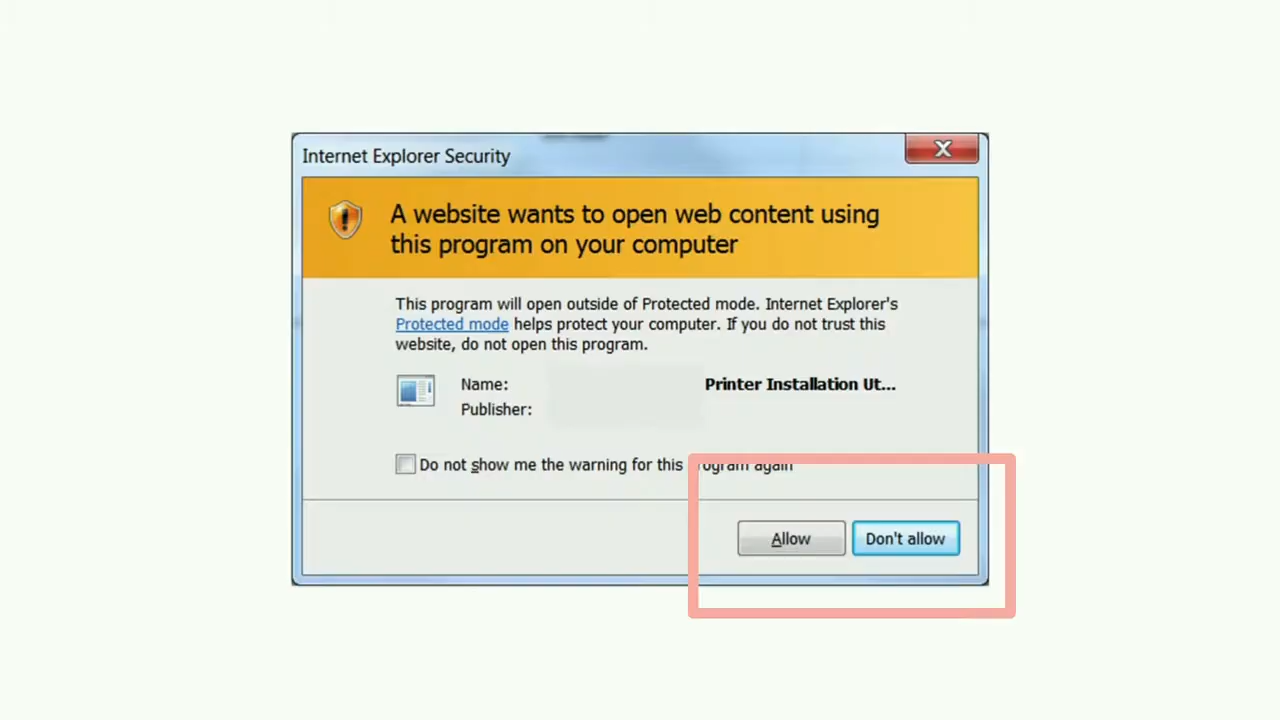 Internet Explorer Security
A website wants to open web content using
this program on your computer
This program will open outside of Protected mode. Internet Explorer's
Protected mode helps protect your computer. If you do not trust this
website, do not open this program.
Name: Printer Installation Ut...
Publisher:
Do not show me the warning for this program again
Allow Don't allow